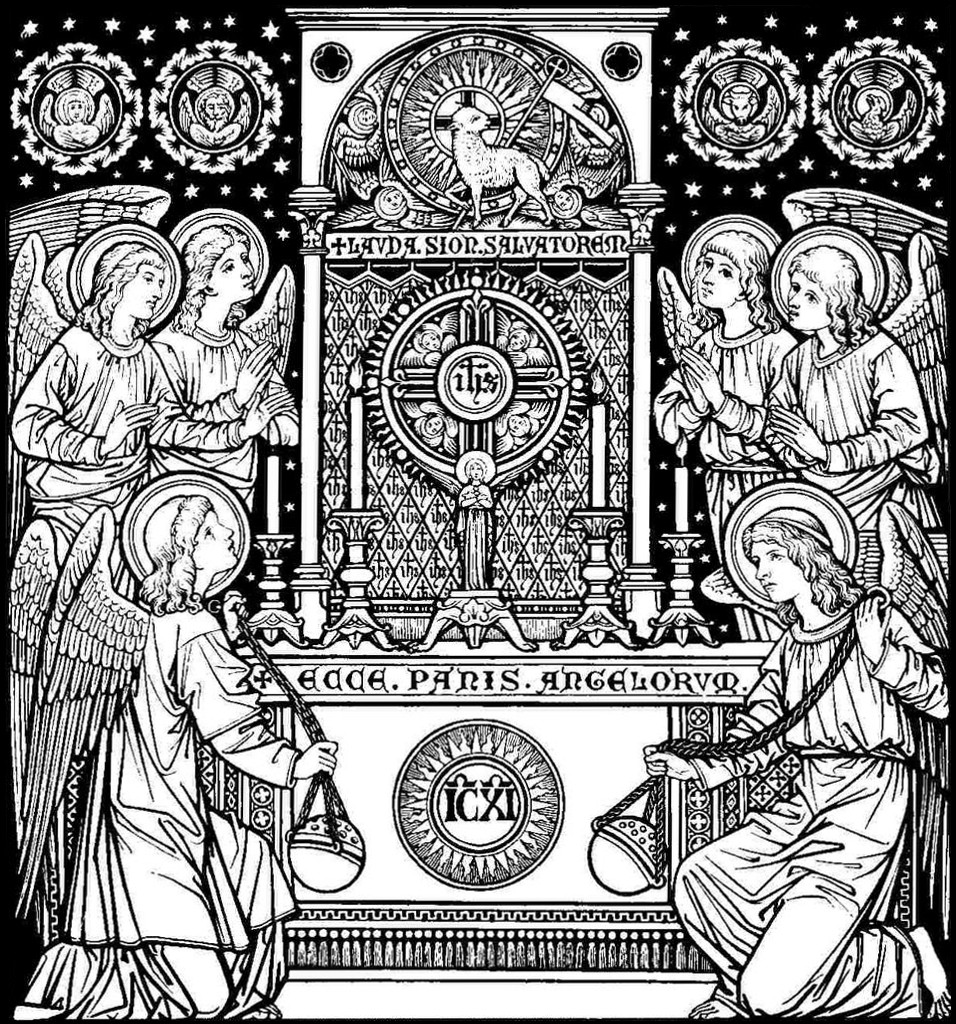 +LAVDA. SION. SALVATOREM
ihs
+ ECCE. PANIS. ANGELORVM.
ICXI